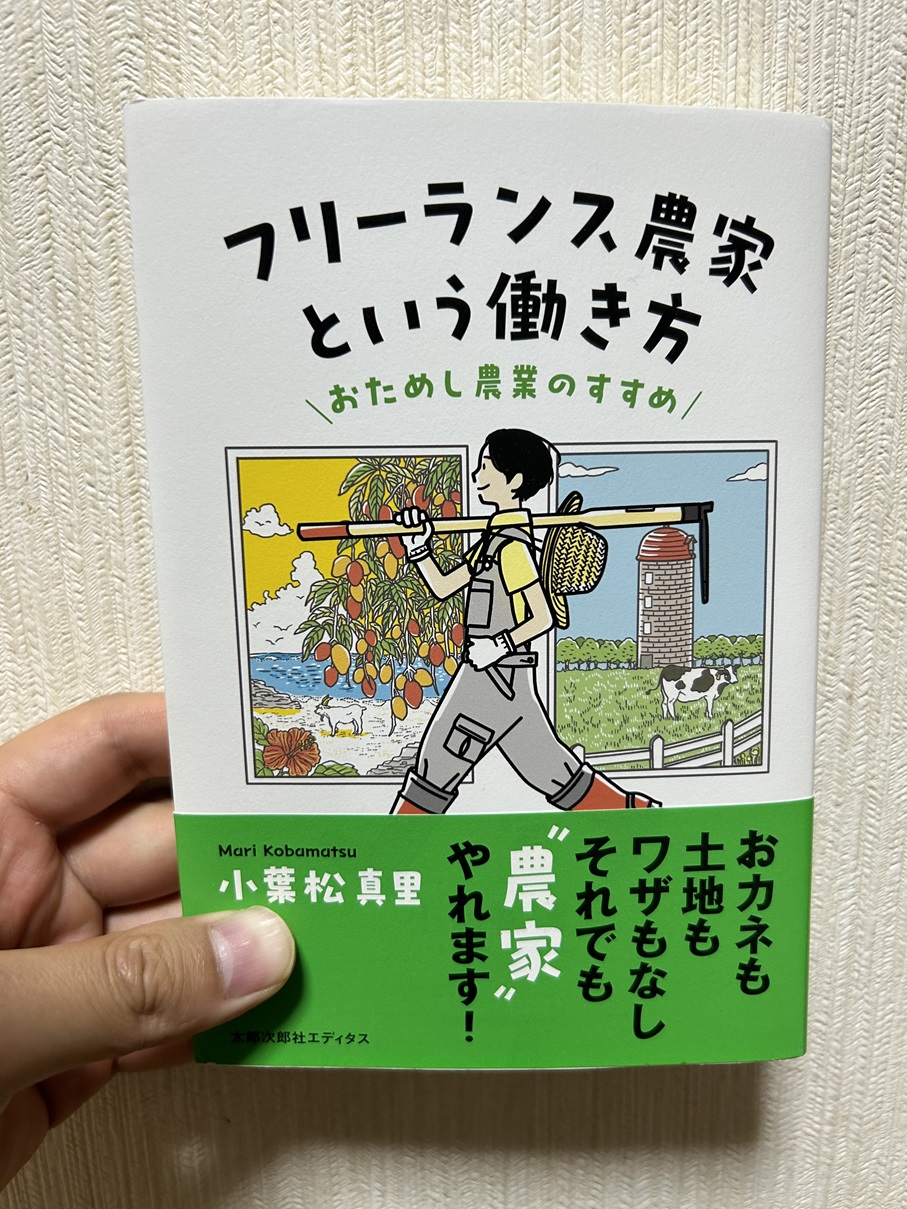 フリーランス農家
という働き方
\おためし農業のすすめ/
おカネも
土地も
ワザもなし
それでも
〝農家〟
やれます!
Mari Kobamatsu
小葉松真里
太郎次郎社エディタス